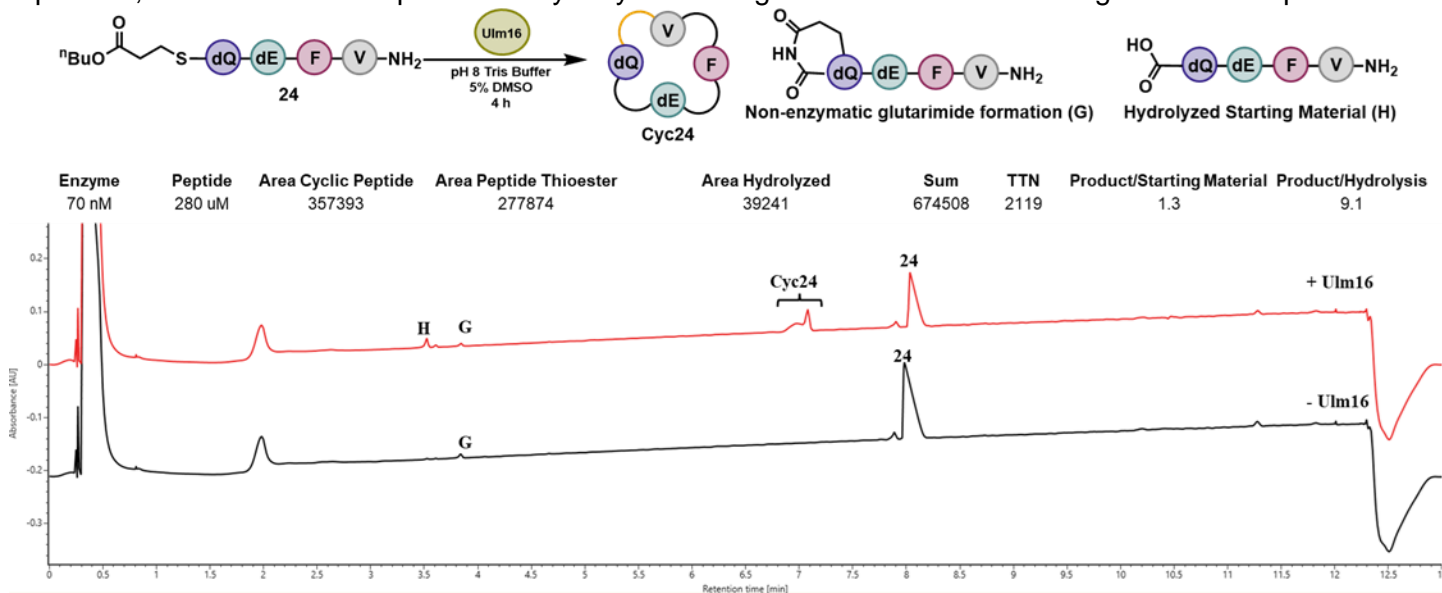 Ulm16
pH 8 Tris Buffer
5% DMSO
4 h
ⁿBuO O S dQ dE F V NH₂
24
V
dQ F
dE
Cyc24
O HN O dQ dE F V NH₂
Non-enzymatic glutarimide formation (G)
HO O dQ dE F V NH₂
Hydrolyzed Starting Material (H)
Enzyme Peptide Area Cyclic Peptide Area Peptide Thioester Area Hydrolyzed Sum TTN Product/Starting Material Product/Hydrolysis
70 nM 280 uM 357393 277874 39241 674508 2119 1.3 9.1
H G Cyc24 24 + Ulm16
G 24 - Ulm16
Absorbance [AU]
0.2
0.1
0
-0.1
-0.2
-0.3
0 0.5 1 1.5 2 2.5 3 3.5 4 4.5 5 5.5 6 6.5 7 7.5 8 8.5 9 9.5 10 10.5 11 11.5 12 12.5
Retention time [min]